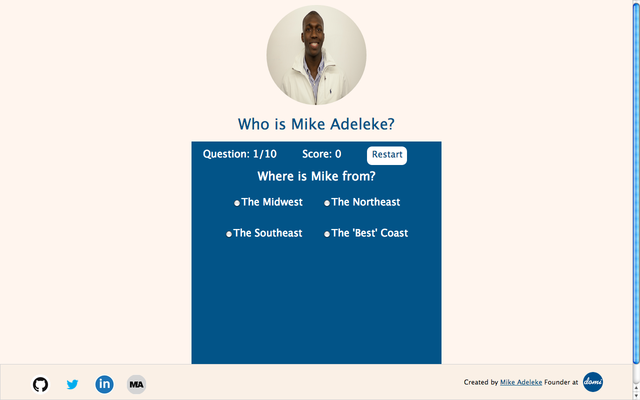 Who is Mike Adeleke?
Question: 1/10 Score: 0 Restart
Where is Mike from?
The Midwest The Northeast
The Southeast The 'Best' Coast
in MA Created by Mike Adeleke Founder at domi